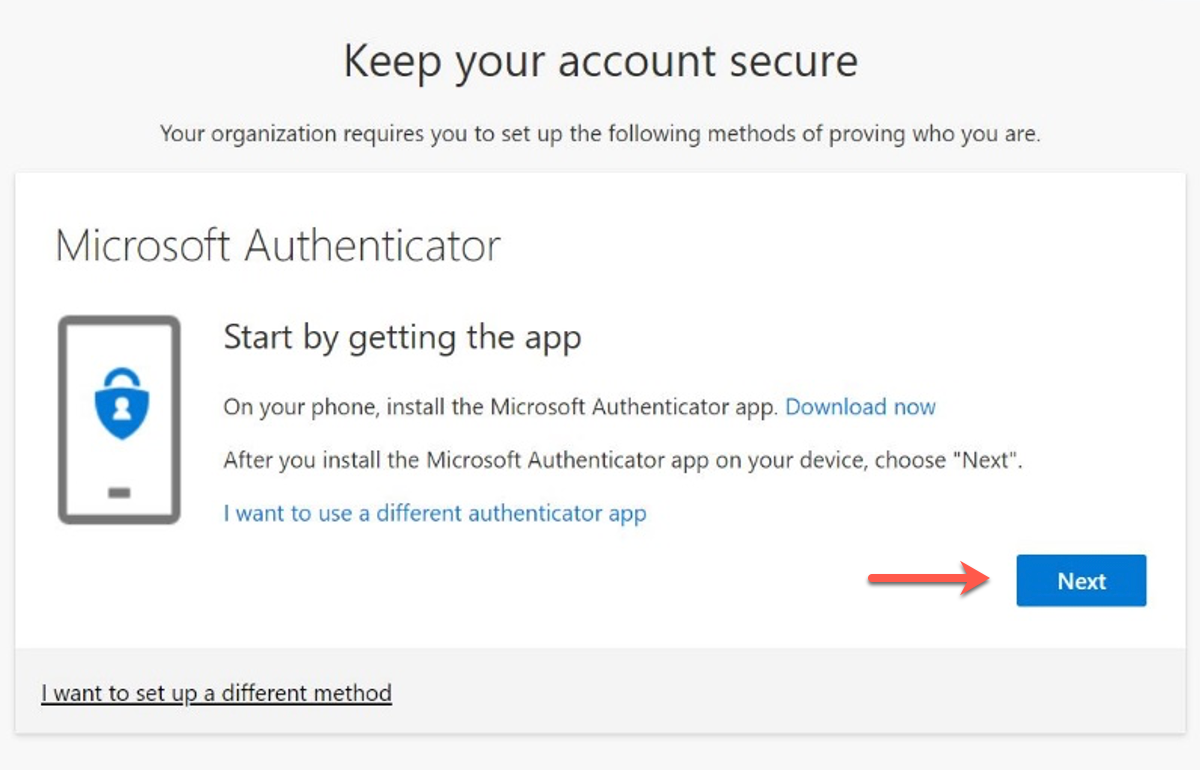 Keep your account secure
Your organization requires you to set up the following methods of proving who you are.
Microsoft Authenticator
Start by getting the app
On your phone, install the Microsoft Authenticator app. Download now
After you install the Microsoft Authenticator app on your device, choose "Next".
I want to use a different authenticator app
Next
I want to set up a different method